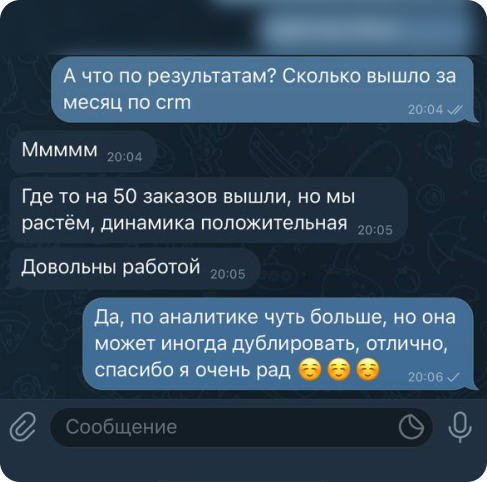 А что по результатам? Сколько вышло за
месяц по crm
20:04
Ммммм 20:04
Где то на 50 заказов вышли, но мы
растём, динамика положительная 20:05
Довольны работой 20:05
Да, по аналитике чуть больше, но она
может иногда дублировать, отлично,
спасибо я очень рад ☺️☺️☺️
20:06
Сообщение